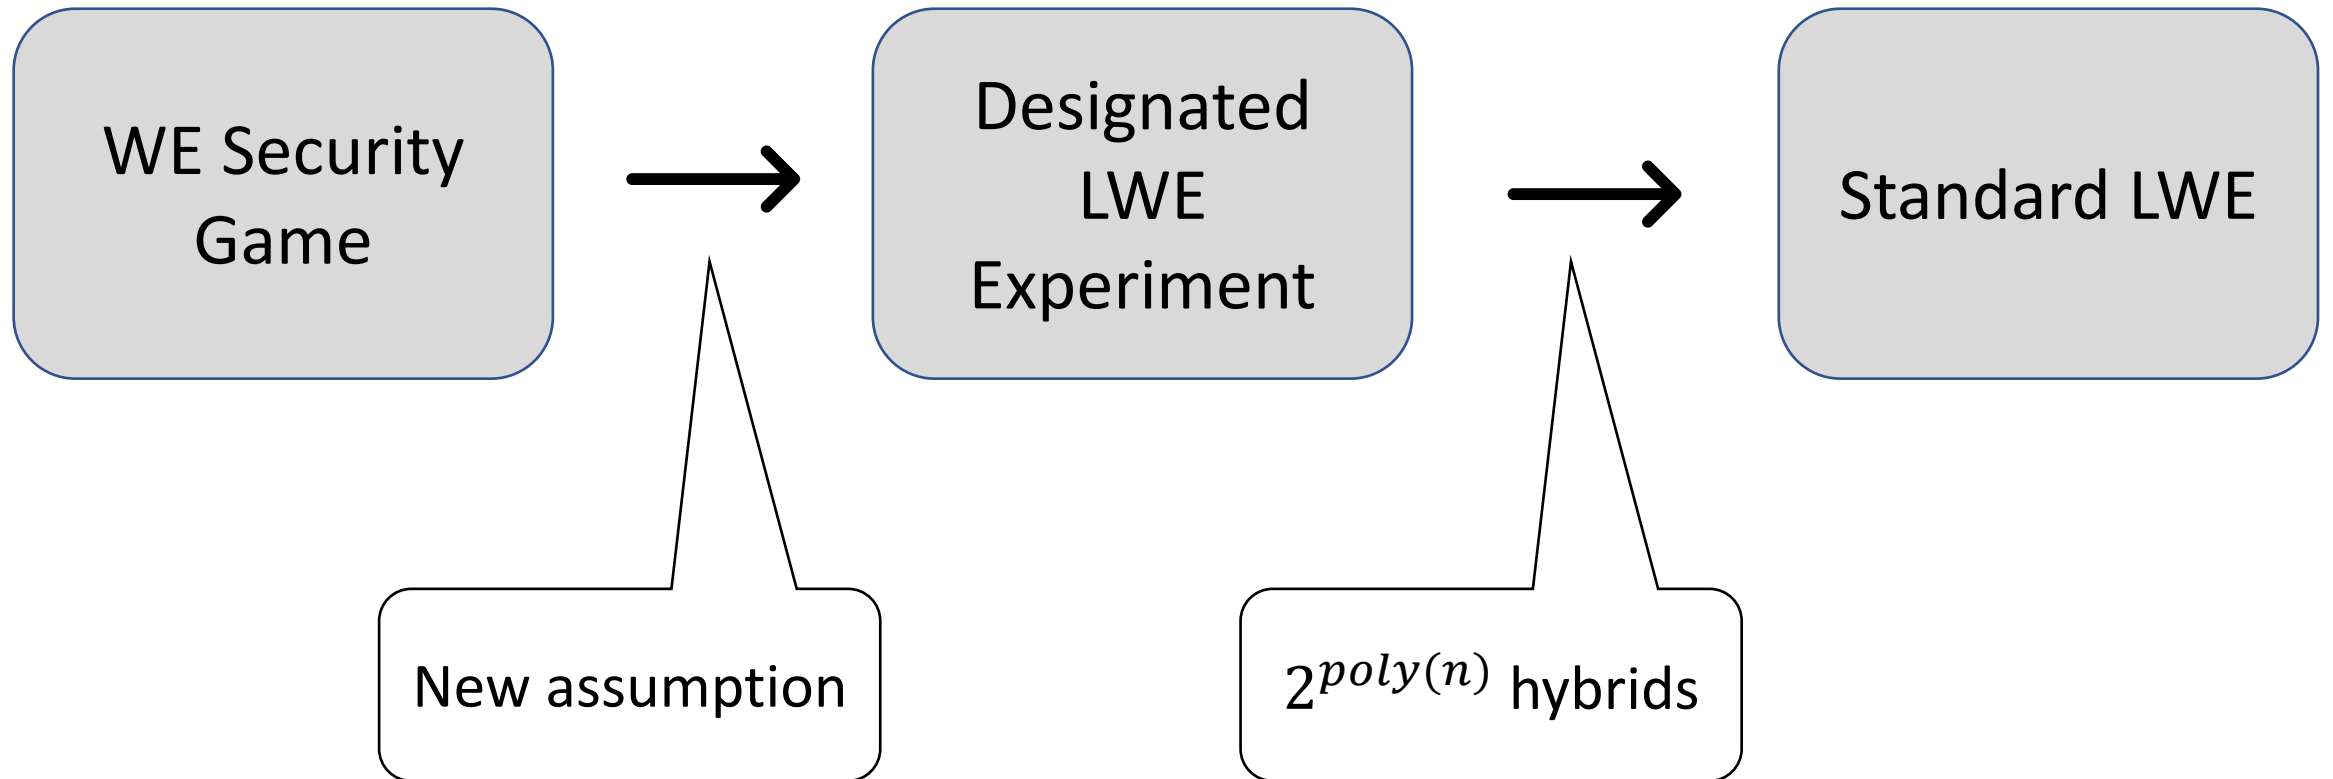 WE Security
Game
Designated
LWE
Experiment
Standard LWE
New assumption
2^{poly(n)} hybrids